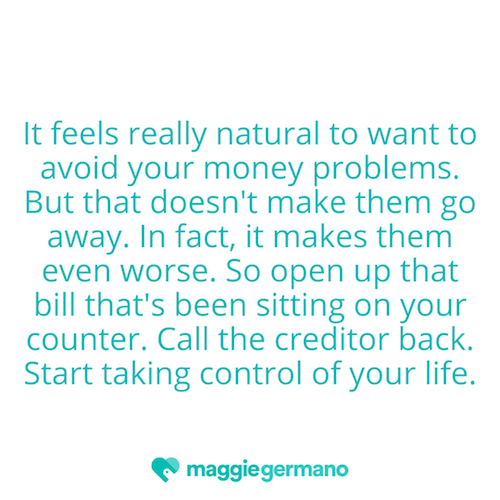 It feels really natural to want to
avoid your money problems.
But that doesn't make them go
away. In fact, it makes them
even worse. So open up that
bill that's been sitting on your
counter. Call the creditor back.
Start taking control of your life.
maggiegermano